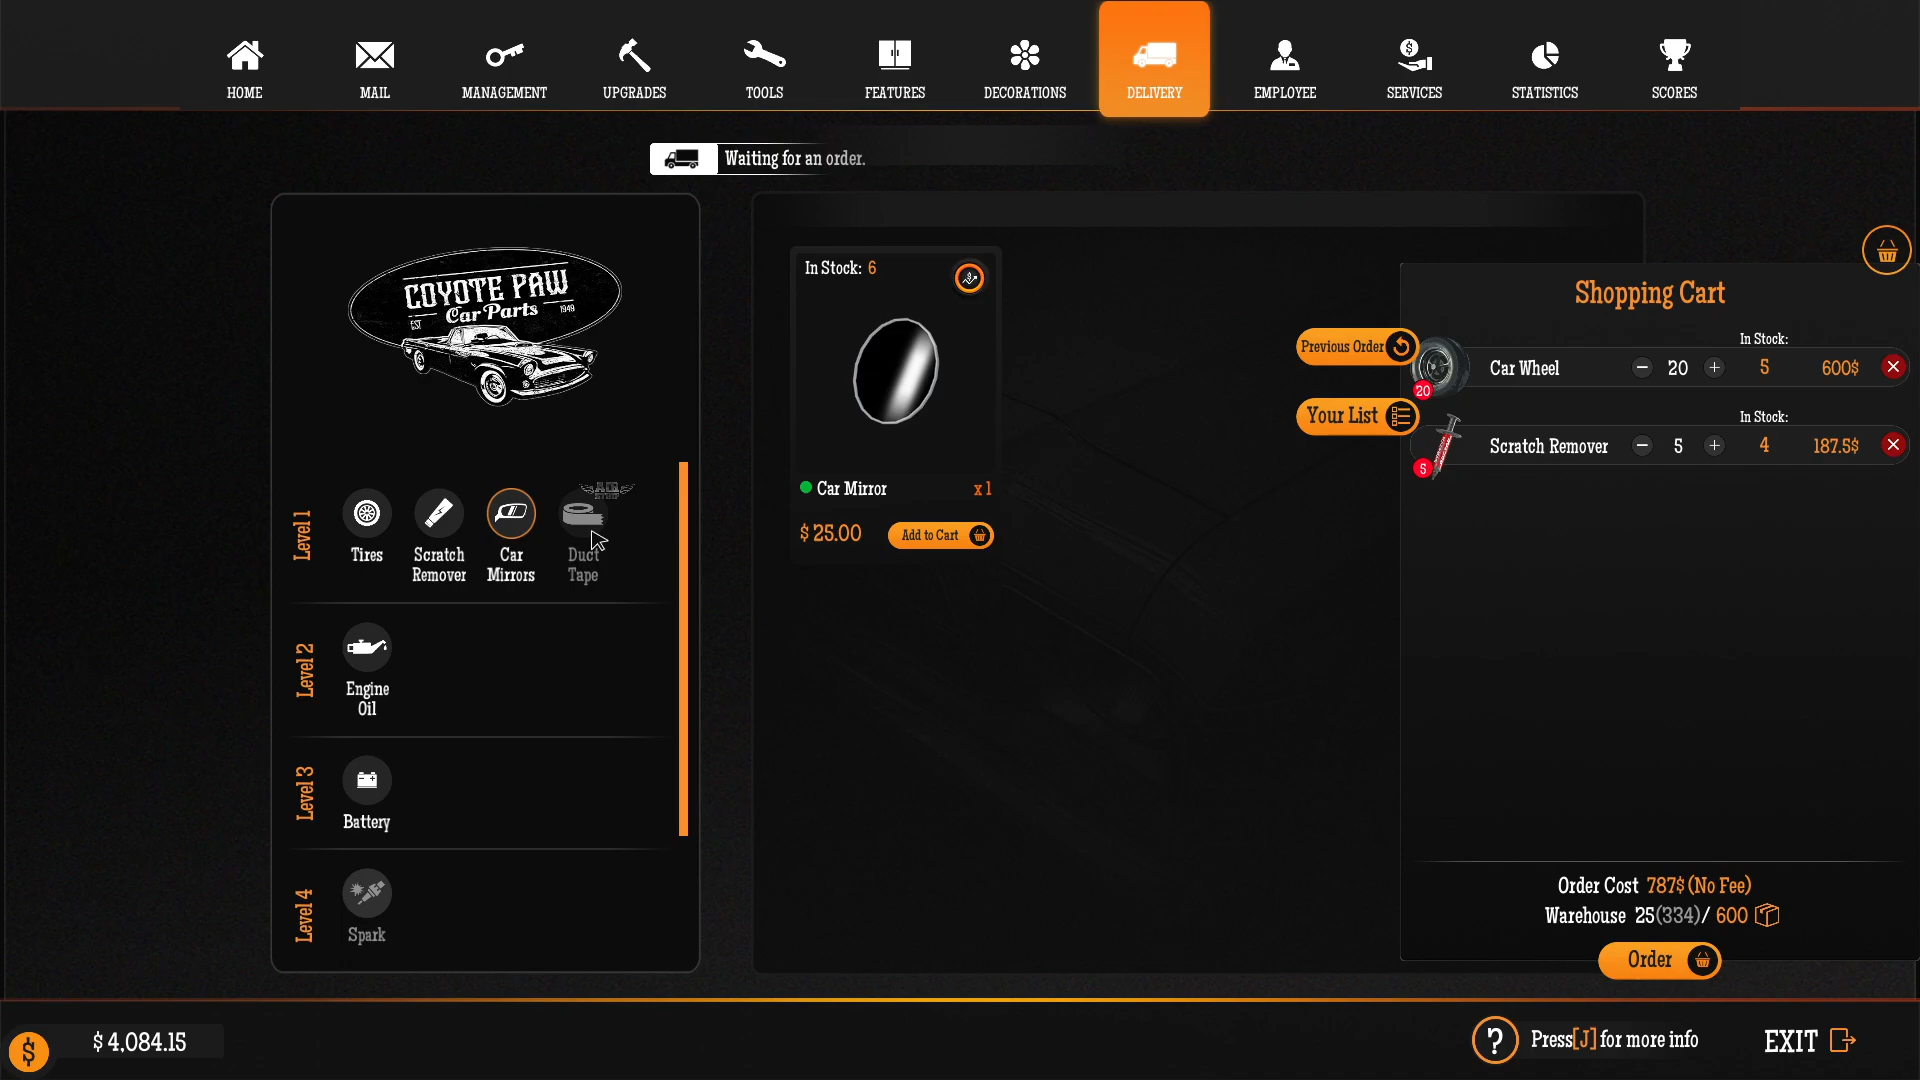 HOME
MAIL
MANAGEMENT
UPGRADES
TOOLS
FEATURES
DECORATIONS
DELIVERY
EMPLOYEE
SERVICES
STATISTICS
SCORES
Waiting for an order.
COYOTE PAW
Car Parts
EST
1949
Level 1
Tires
Scratch
Remover
Car
Mirrors
AIR
STRIP
Duct
Tape
Level 2
Engine
Oil
Level 3
Battery
Level 4
Spark
In Stock: 6
Car Mirror
x 1
$ 25.00
Add to Cart
Previous Order
Your List
Shopping Cart
In Stock:
20
Car Wheel
− 20 +
5
600$
In Stock:
5
Scratch Remover
− 5 +
4
187.5$
Order Cost 787$ (No Fee)
Warehouse 25(334)/ 600
Order
$ 4,084.15
? Press[J] for more info
EXIT